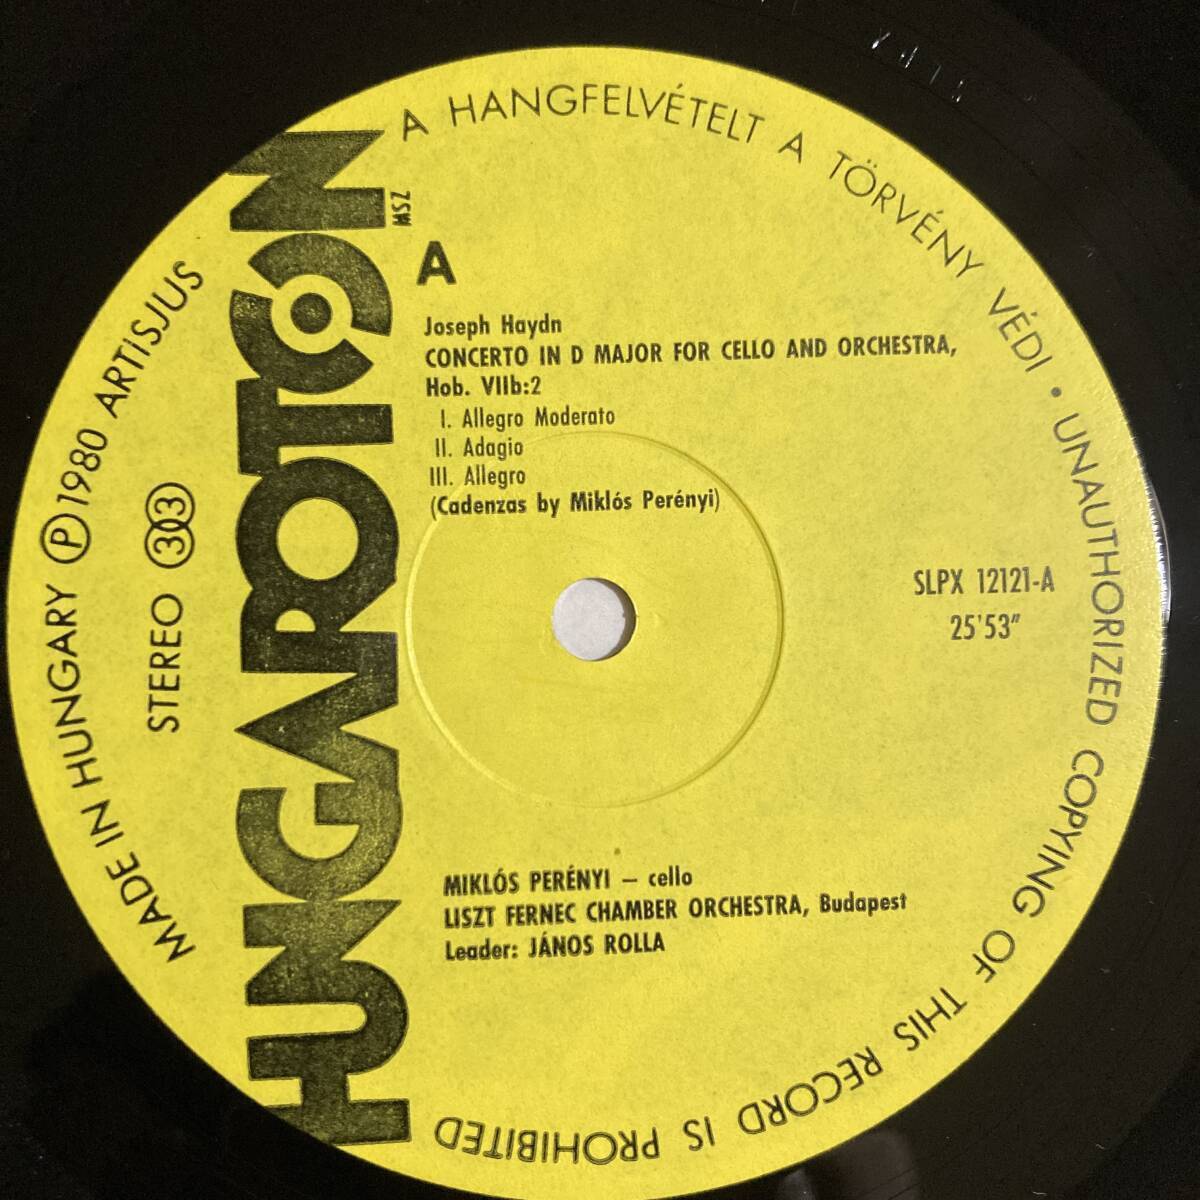 A HANGFELVÉTELT A TÖRVÉNY VÉDI • UNAUTHORIZED COPYING OF THIS RECORD IS PROHIBITED
MADE IN HUNGARY Ⓟ 1980 ARTISJUS
STEREO 33
HUNGAROTON
MSZ
A
Joseph Haydn
CONCERTO IN D MAJOR FOR CELLO AND ORCHESTRA,
Hob. VIIb:2
I. Allegro Moderato
II. Adagio
III. Allegro
(Cadenzas by Miklós Perényi)
SLPX 12121-A
25'53"
MIKLÓS PERÉNYI – cello
LISZT FERNEC CHAMBER ORCHESTRA, Budapest
Leader: JÁNOS ROLLA